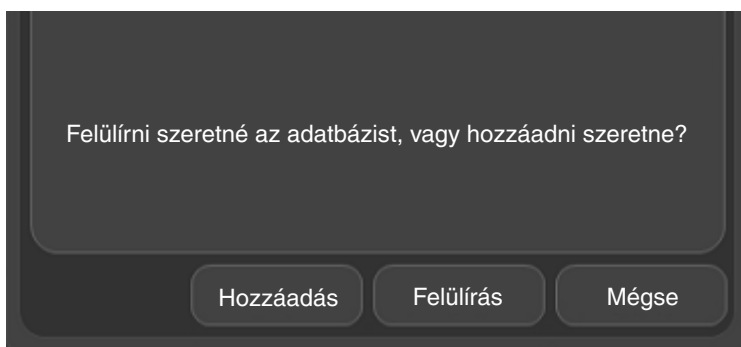 Felülírni szeretné az adatbázist, vagy hozzáadni szeretne?
Hozzáadás
Felülírás
Mégse